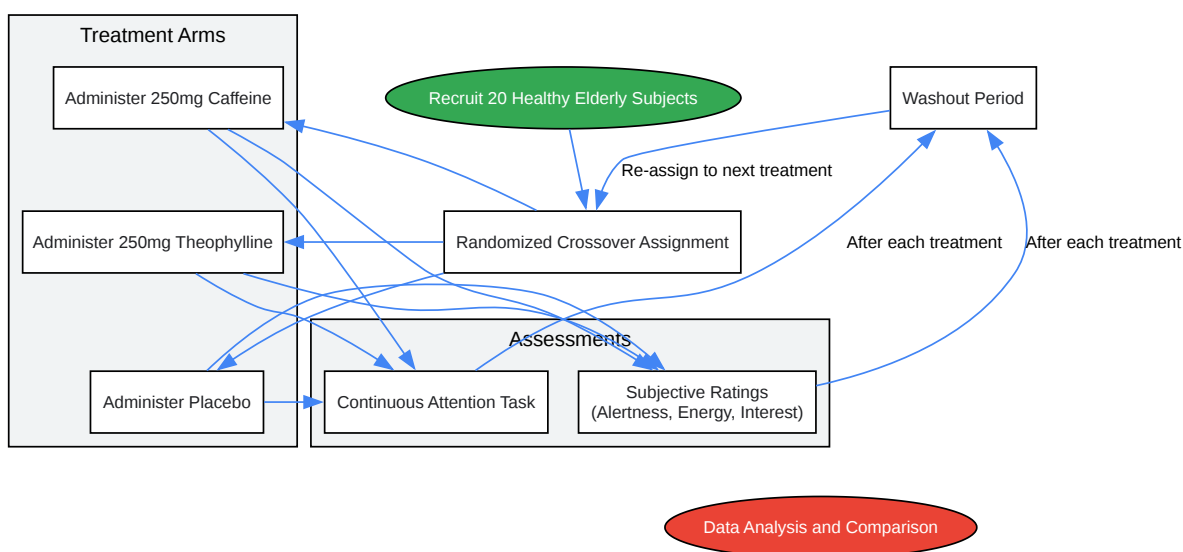 Treatment Arms
Administer 250mg Caffeine
Recruit 20 Healthy Elderly Subjects
Washout Period
Re-assign to next treatment
Administer 250mg Theophylline
Randomized Crossover Assignment
After each treatment
After each treatment
Assessments
Administer Placebo
Continuous Attention Task
Subjective Ratings
(Alertness, Energy, Interest)
Data Analysis and Comparison